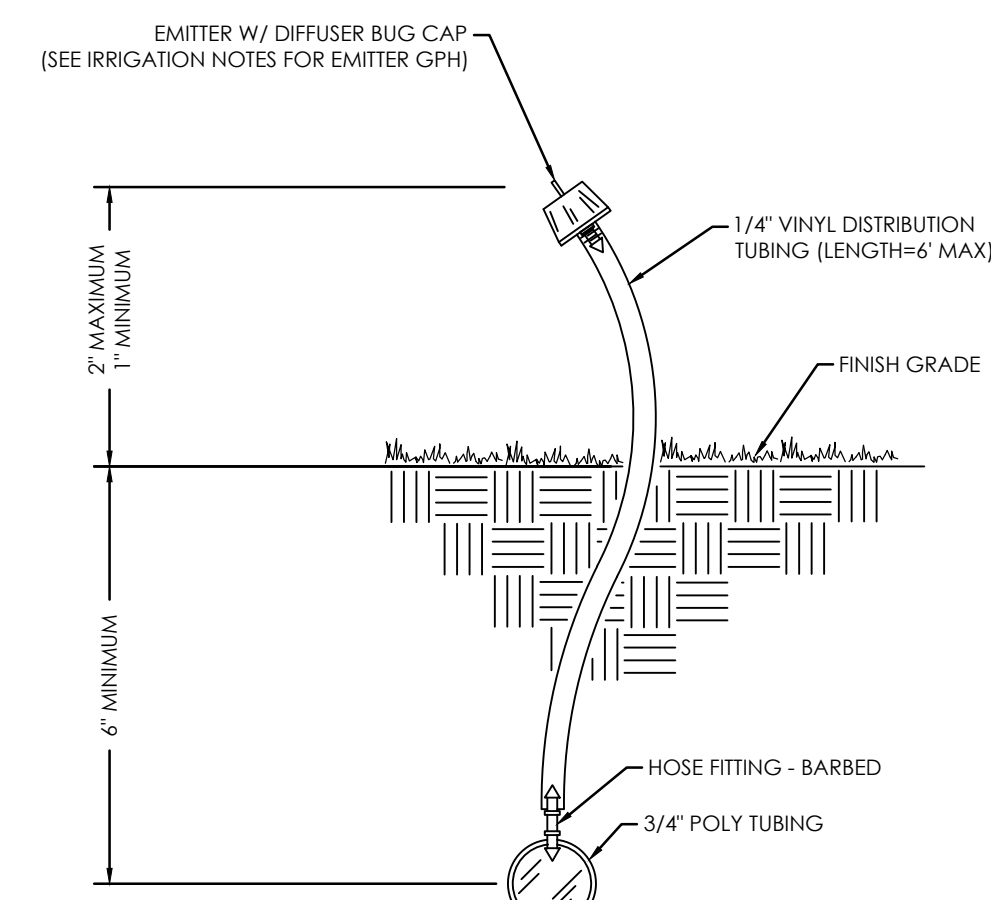 EMITTER W/ DIFFUSER BUG CAP
(SEE IRRIGATION NOTES FOR EMITTER GPH)
1/4" VINYL DISTRIBUTION
TUBING (LENGTH=6' MAX)
2" MAXIMUM
1" MINIMUM
FINISH GRADE
6" MINIMUM
HOSE FITTING - BARBED
3/4" POLY TUBING